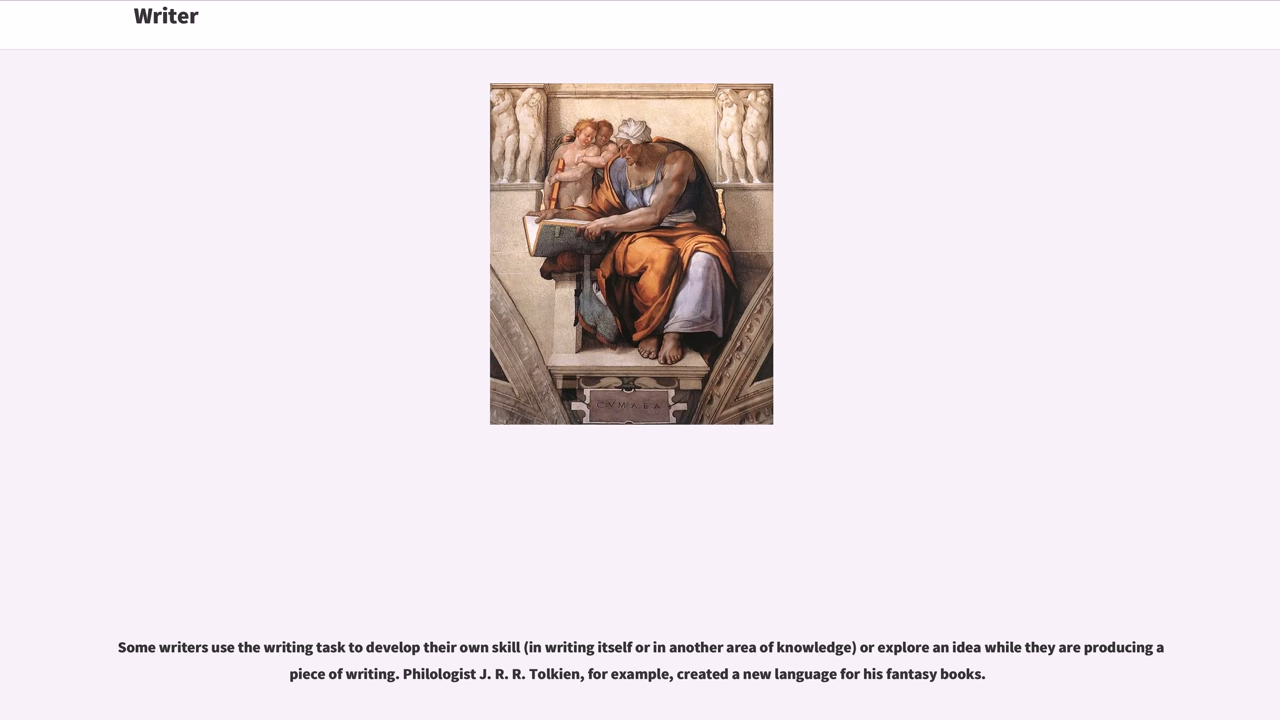 Writer
CVMAEA
Some writers use the writing task to develop their own skill (in writing itself or in another area of knowledge) or explore an idea while they are producing a
piece of writing. Philologist J. R. R. Tolkien, for example, created a new language for his fantasy books.